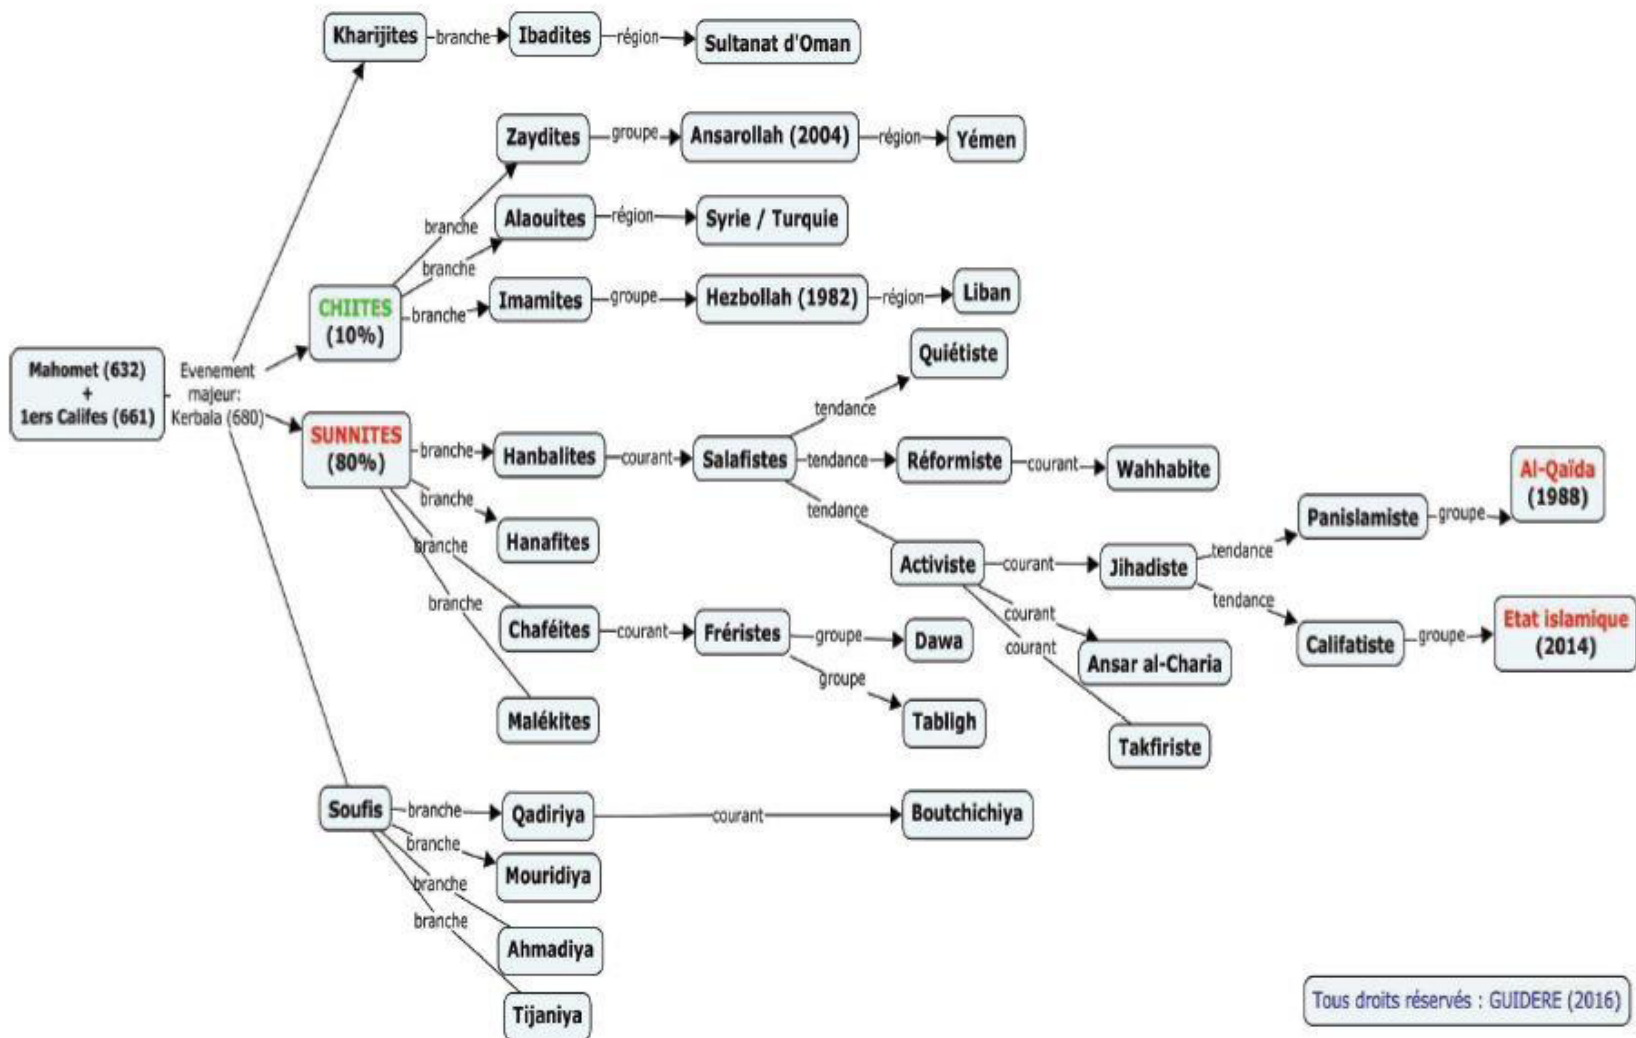 Kharijites
branche
Ibadites
région
Sultanat d'Oman
Zaydites
groupe
Ansarollah (2004)
région
Yémen
branche
Alaouites
région
Syrie / Turquie
branche
CHIITES
(10%)
branche
Imamites
groupe
Hezbollah (1982)
région
Liban
Mahomet (632)
+
1ers Califes (661)
Evenement
majeur:
Kerbala (680)
SUNNITES
(80%)
branche
Hanbalites
courant
Salafistes
tendance
Quiétiste
tendance
Réformiste
courant
Wahhabite
tendance
Activiste
courant
Jihadiste
tendance
Panislamiste
groupe
Al-Qaïda
(1988)
tendance
Califatiste
groupe
Etat islamique
(2014)
courant
Ansar al-Charia
courant
Takfiriste
branche
Hanafites
branche
Chaféites
courant
Fréristes
groupe
Dawa
groupe
Tabligh
branche
Malékites
Soufis
branche
Qadiriya
courant
Boutchichiya
branche
Mouridiya
branche
Ahmadiya
branche
Tijaniya
Tous droits réservés : GUIDERE (2016)